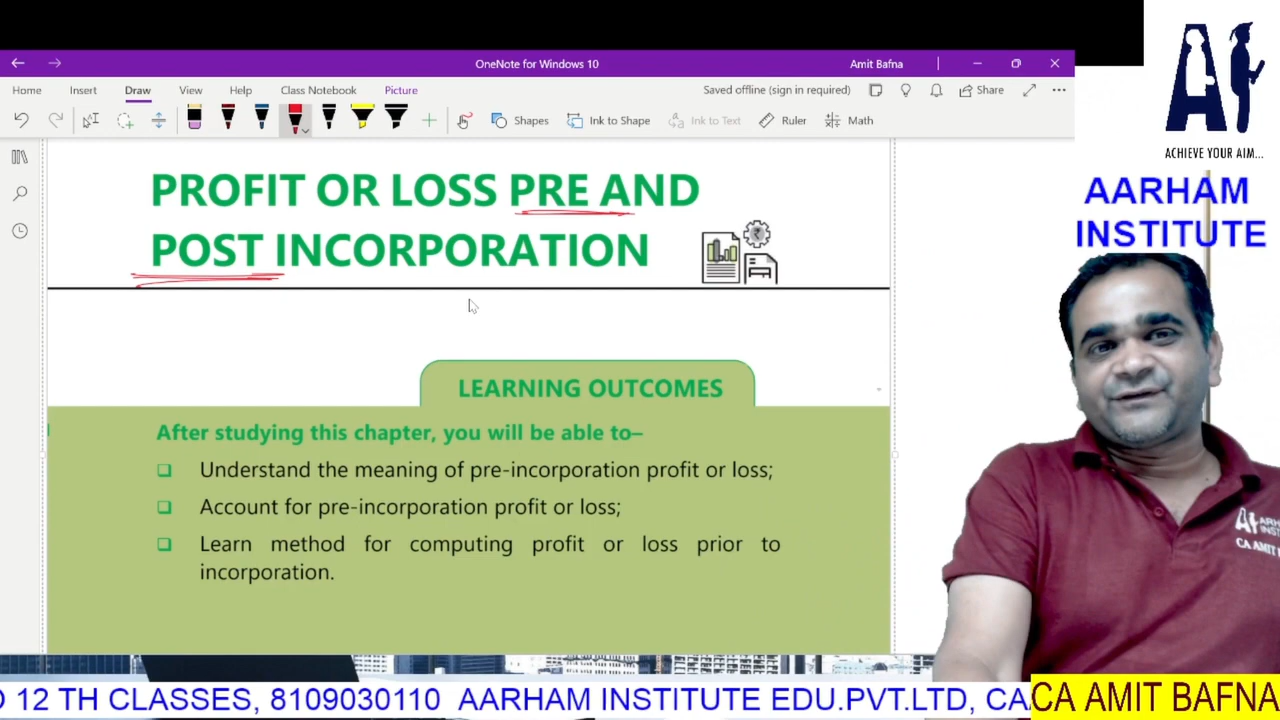 OneNote for Windows 10
Amit Bafna
Home Insert Draw View Help Class Notebook Picture
Saved offline (sign in required)
Share
Shapes
Ink to Shape
Ink to Text
Ruler
Math
ACHIEVE YOUR AIM...
AARHAM
INSTITUTE
PROFIT OR LOSS PRE AND
POST INCORPORATION
LEARNING OUTCOMES
After studying this chapter, you will be able to–
Understand the meaning of pre-incorporation profit or loss;
Account for pre-incorporation profit or loss;
Learn method for computing profit or loss prior to
incorporation.
CA AMIT
12 TH CLASSES, 8109030110 AARHAM INSTITUTE EDU.PVT.LTD, CA
CA AMIT BAFNA